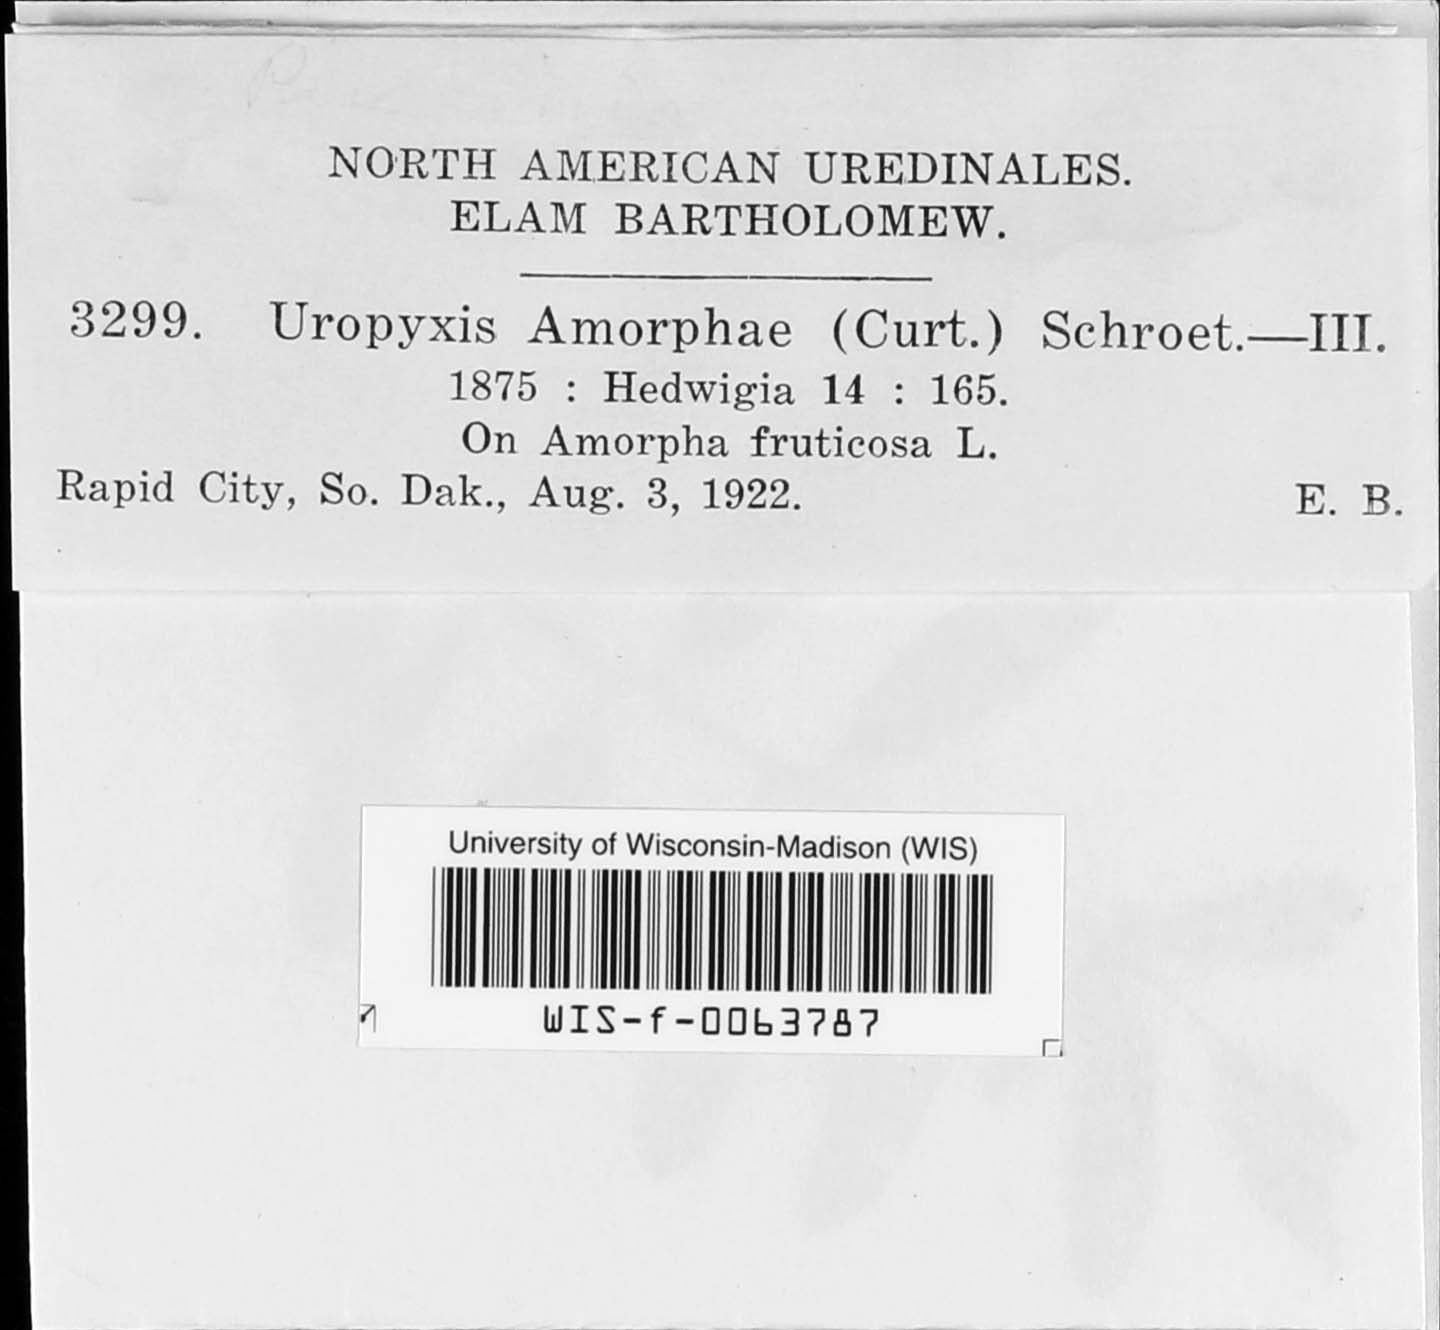 NORTH AMERICAN UREDINALES.
ELAM BARTHOLOMEW.
3299. Uropyxis Amorphae (Curt.) Schroet.—III.
1875 : Hedwigia 14 : 165.
On Amorpha fruticosa L.
Rapid City, So. Dak., Aug. 3, 1922. E. B.
University of Wisconsin-Madison (WIS)
WIS-f-0063787